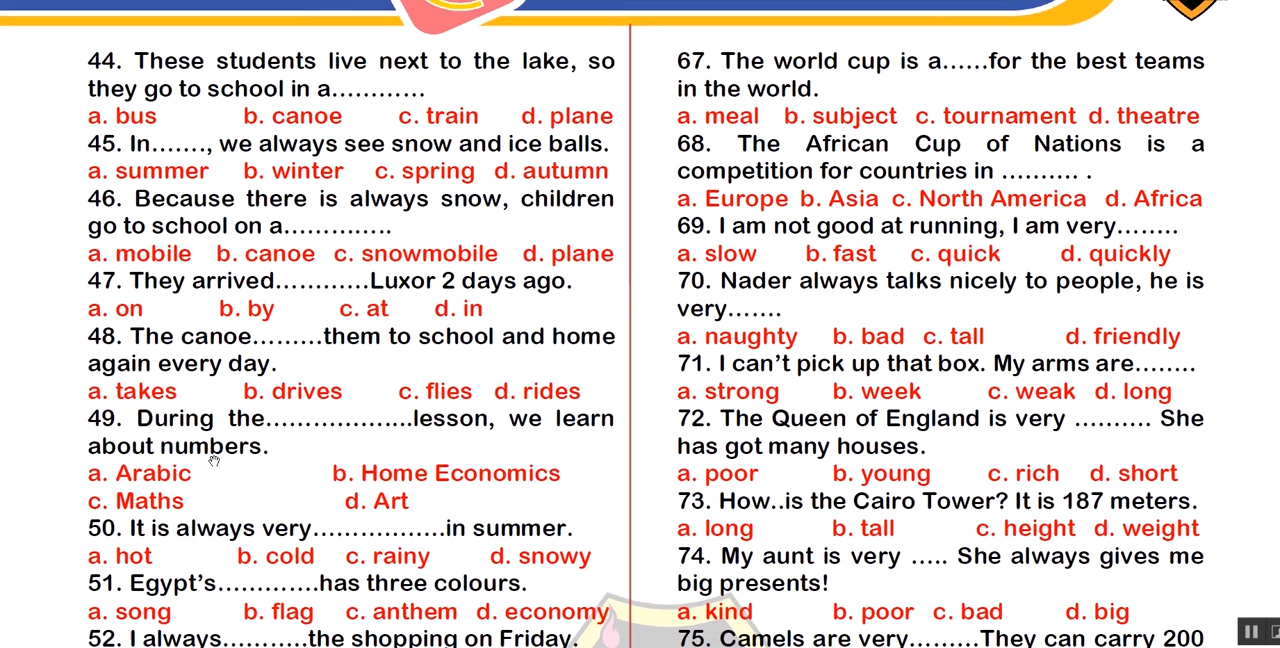 44. These students live next to the lake, so
they go to school in a…………
a. bus b. canoe c. train d. plane
45. In……., we always see snow and ice balls.
a. summer b. winter c. spring d. autumn
46. Because there is always snow, children
go to school on a…………..
a. mobile b. canoe c. snowmobile d. plane
47. They arrived…………Luxor 2 days ago.
a. on b. by c. at d. in
48. The canoe………them to school and home
again every day.
a. takes b. drives c. flies d. rides
49. During the………………..lesson, we learn
about numbers.
a. Arabic b. Home Economics
c. Maths d. Art
50. It is always very………………in summer.
a. hot b. cold c. rainy d. snowy
51. Egypt’s………….has three colours.
a. song b. flag c. anthem d. economy
52. I always………..the shopping on Friday.
67. The world cup is a……for the best teams
in the world.
a. meal b. subject c. tournament d. theatre
68. The African Cup of Nations is a
competition for countries in ………. .
a. Europe b. Asia c. North America d. Africa
69. I am not good at running, I am very……..
a. slow b. fast c. quick d. quickly
70. Nader always talks nicely to people, he is
very…….
a. naughty b. bad c. tall d. friendly
71. I can’t pick up that box. My arms are……..
a. strong b. week c. weak d. long
72. The Queen of England is very ………. She
has got many houses.
a. poor b. young c. rich d. short
73. How..is the Cairo Tower? It is 187 meters.
a. long b. tall c. height d. weight
74. My aunt is very ….. She always gives me
big presents!
a. kind b. poor c. bad d. big
75. Camels are very………They can carry 200